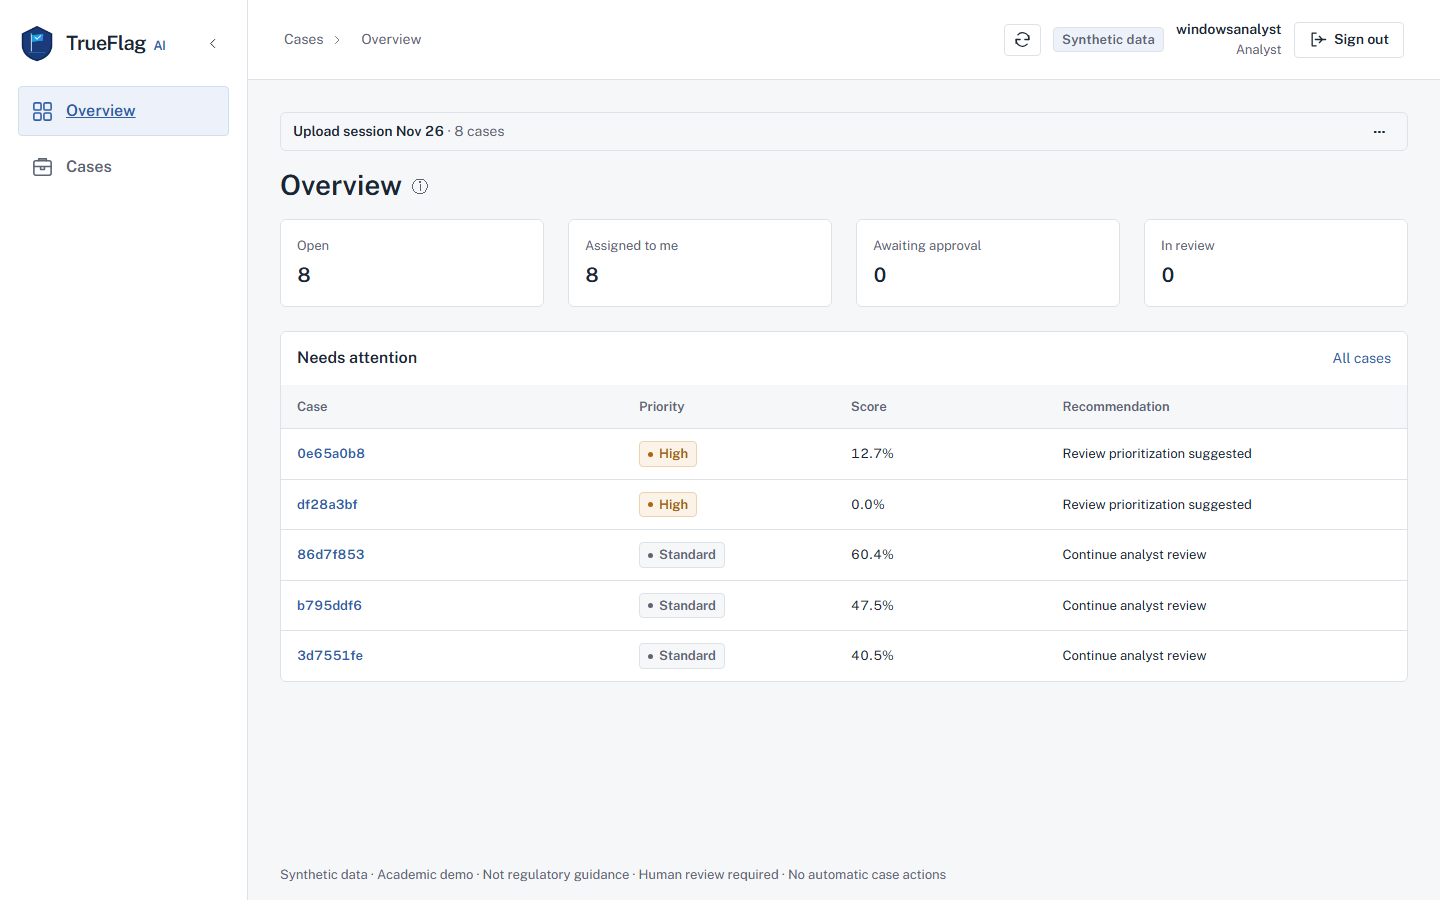 TrueFlag AI
Overview
Cases
Cases > Overview
Synthetic data
windowsanalyst
Analyst
Sign out
Upload session Nov 26 · 8 cases
Overview
Open
8
Assigned to me
8
Awaiting approval
0
In review
0
Needs attention
All cases
Case Priority Score Recommendation
0e65a0b8 High 12.7% Review prioritization suggested
df28a3bf High 0.0% Review prioritization suggested
86d7f853 Standard 60.4% Continue analyst review
b795ddf6 Standard 47.5% Continue analyst review
3d7551fe Standard 40.5% Continue analyst review
Synthetic data · Academic demo · Not regulatory guidance · Human review required · No automatic case actions